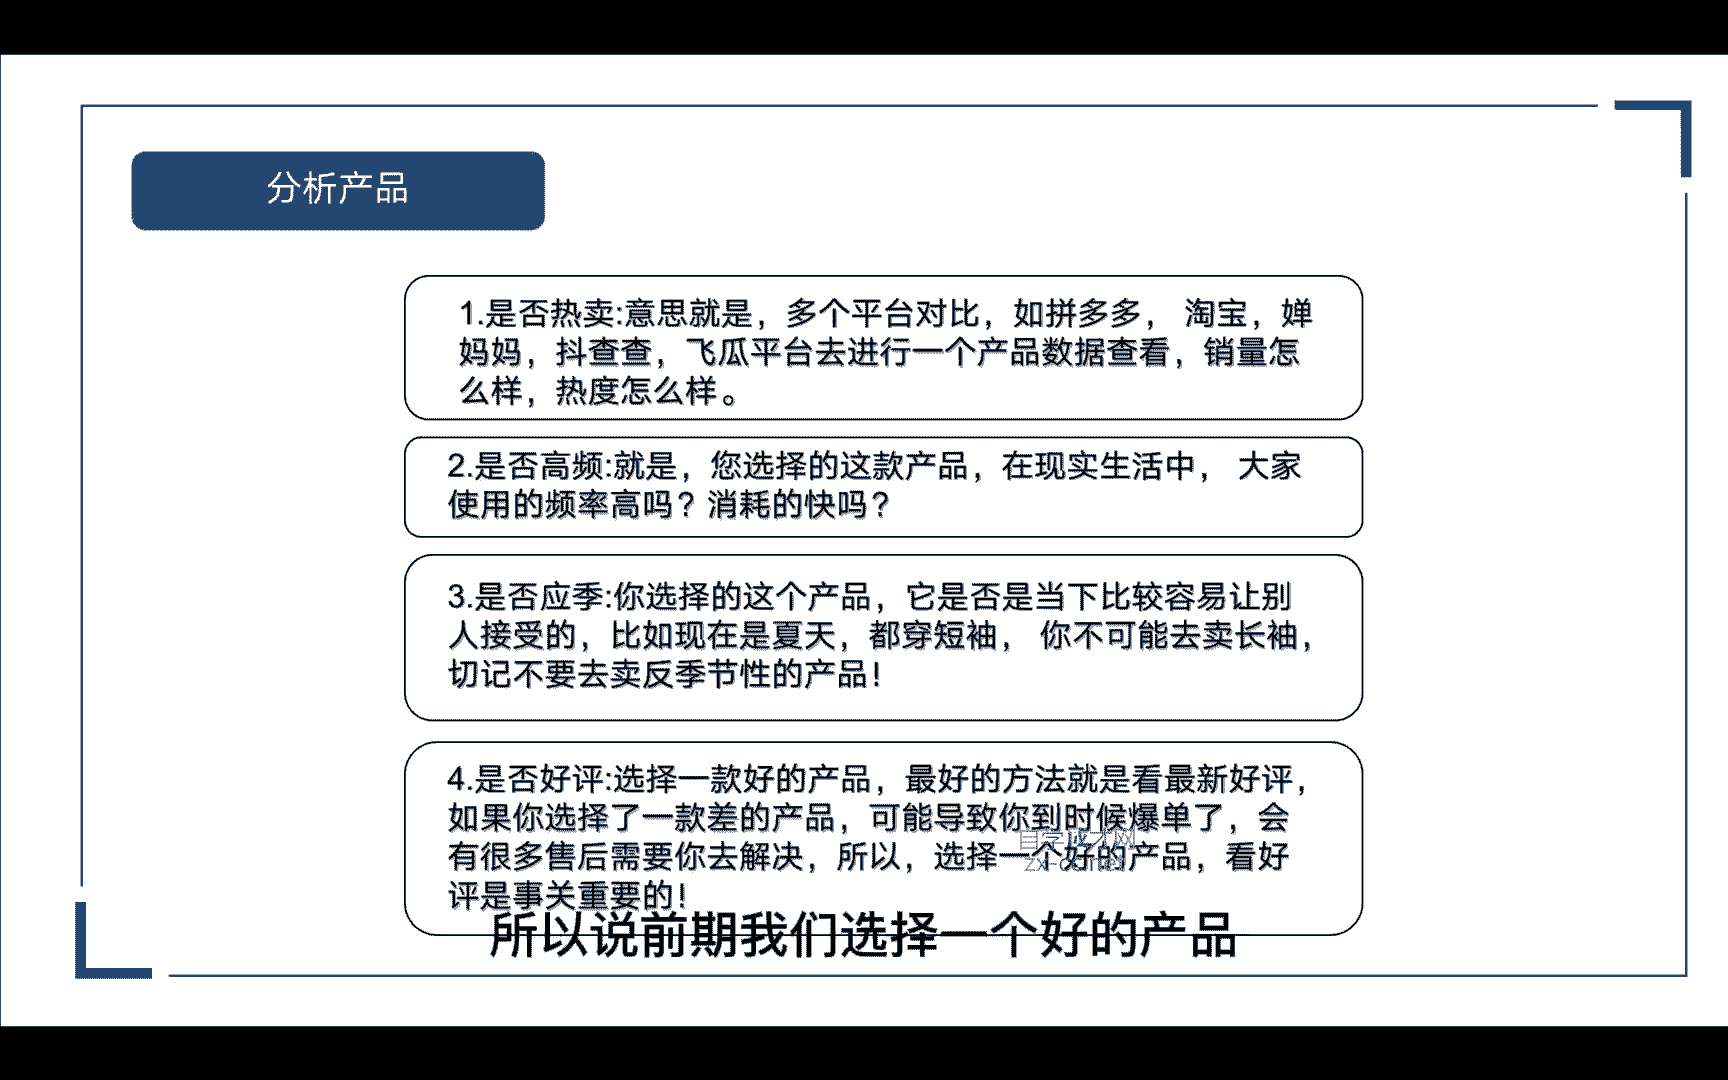 分析产品
1.是否热卖:意思就是，多个平台对比，如拼多多， 淘宝，婵
妈妈，抖查查，飞瓜平台去进行一个产品数据查看，销量怎
么样，热度怎么样。
2.是否高频:就是，您选择的这款产品，在现实生活中， 大家
使用的频率高吗？消耗的快吗？
3.是否应季:你选择的这个产品，它是否是当下比较容易让别
人接受的，比如现在是夏天，都穿短袖， 你不可能去卖长袖，
切记不要去卖反季节性的产品！
4.是否好评:选择一款好的产品，最好的方法就是看最新好评，
如果你选择了一款差的产品，可能导致你到时候爆单了，会
有很多售后需要你去解决，所以，选择一个好的产品，看好
评是事关重要的！
自学成才网
所以说前期我们选择一个好的产品